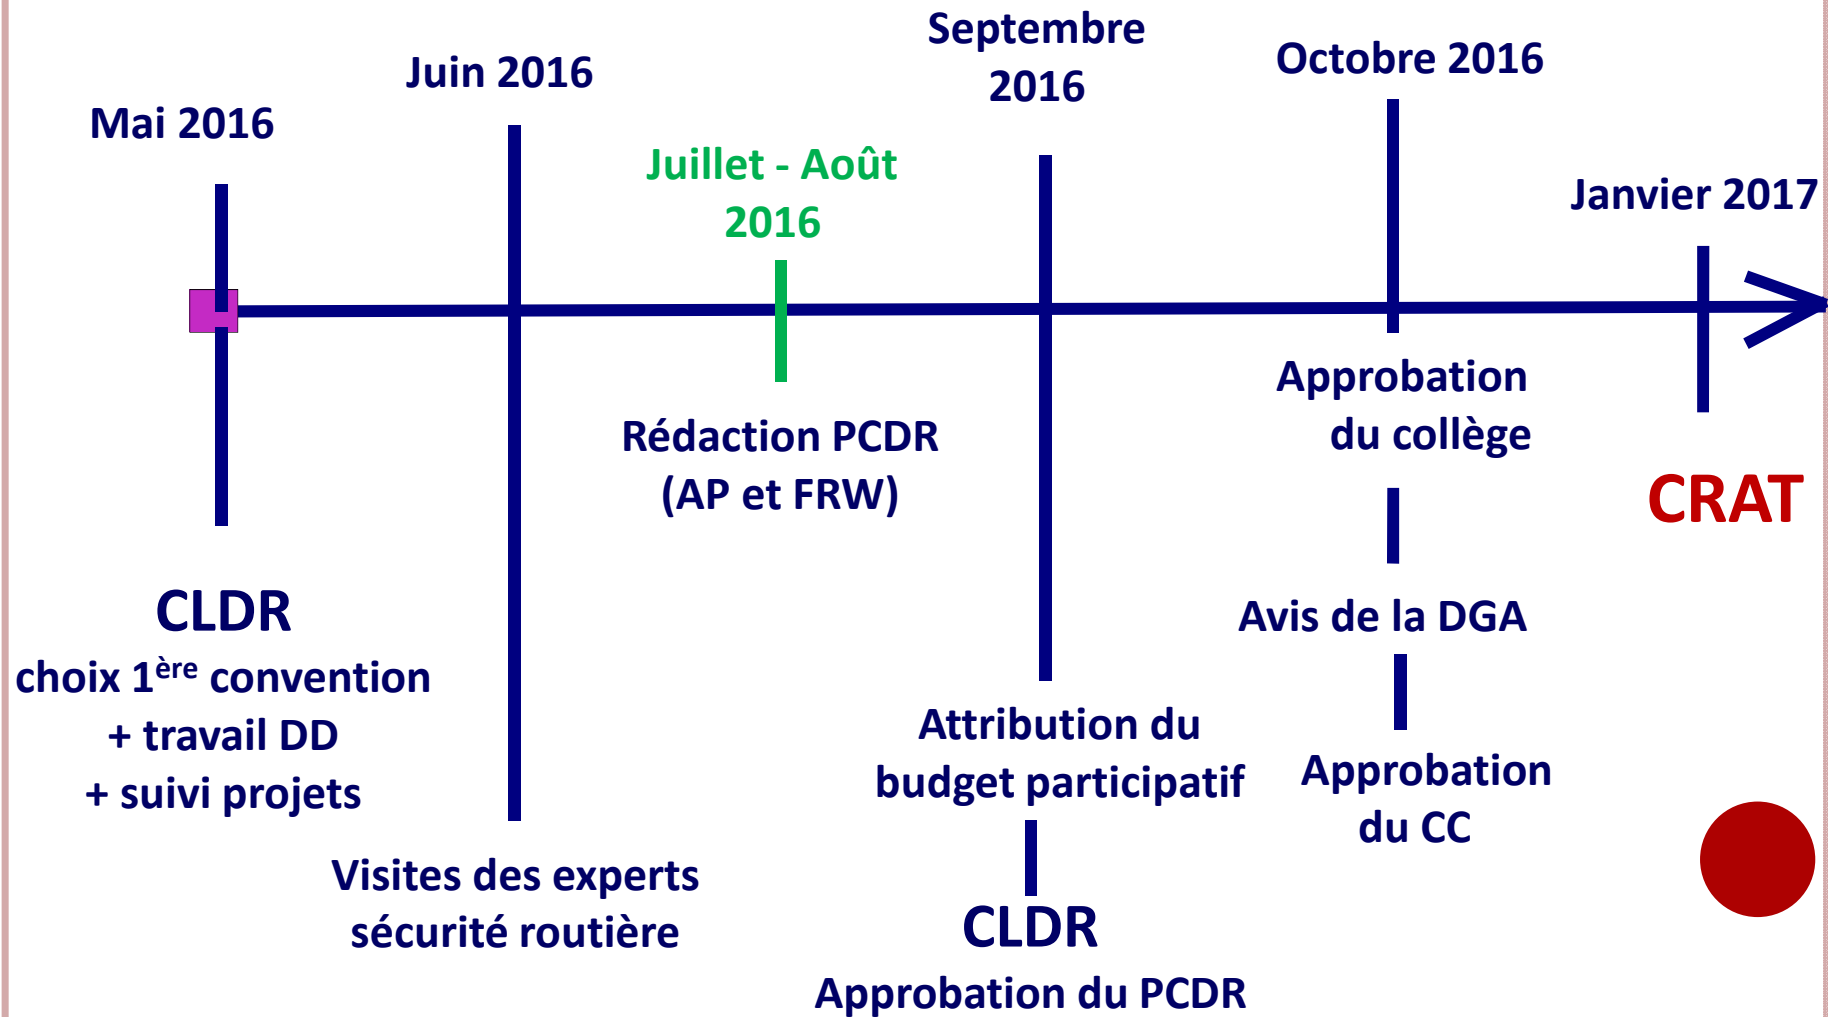 Mai 2016
CLDR
choix 1ère convention
+ travail DD
+ suivi projets
Juin 2016
Visites des experts
sécurité routière
Juillet - Août
2016
Rédaction PCDR
(AP et FRW)
Septembre
2016
Attribution du
budget participatif
CLDR
Approbation du PCDR
Octobre 2016
Approbation
du collège
Avis de la DGA
Approbation
du CC
Janvier 2017
CRAT